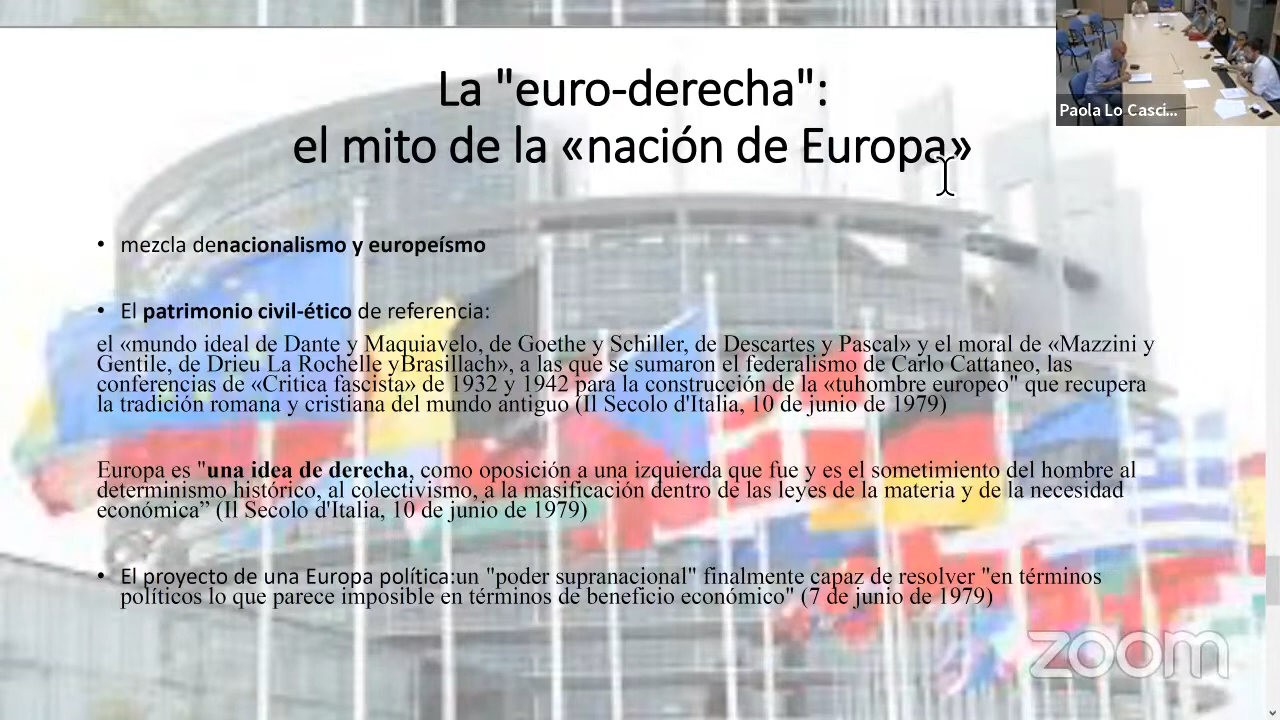 La "euro-derecha":
el mito de la «nación de Europa»
Paola Lo Casci...
• mezcla denacionalismo y europeísmo
• El patrimonio civil-ético de referencia:
el «mundo ideal de Dante y Maquiavelo, de Goethe y Schiller, de Descartes y Pascal» y el moral de «Mazzini y
Gentile, de Drieu La Rochelle yBrasillach», a las que se sumaron el federalismo de Carlo Cattaneo, las
conferencias de «Critica fascista» de 1932 y 1942 para la construcción de la «tuhombre europeo" que recupera
la tradición romana y cristiana del mundo antiguo (Il Secolo d'Italia, 10 de junio de 1979)
Europa es "una idea de derecha, como oposición a una izquierda que fue y es el sometimiento del hombre al
determinismo histórico, al colectivismo, a la masificación dentro de las leyes de la materia y de la necesidad
económica” (Il Secolo d'Italia, 10 de junio de 1979)
• El proyecto de una Europa política:un "poder supranacional" finalmente capaz de resolver "en términos
políticos lo que parece imposible en términos de beneficio económico" (7 de junio de 1979)
zoom